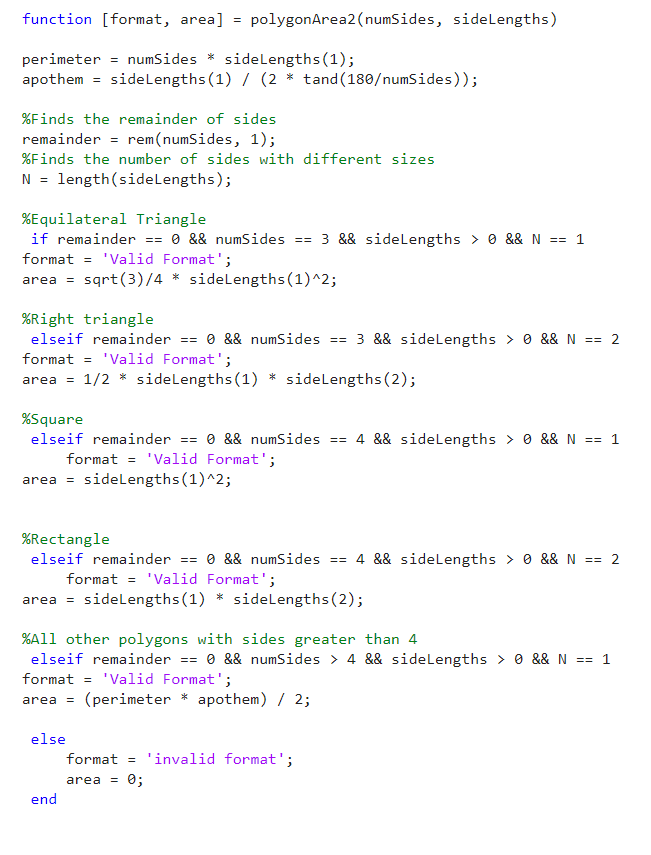 function [format, area] = polygonArea2(numSides, sideLengths)
perimeter = numSides * sideLengths(1);
apothem = sideLengths(1) / (2 * tand(180/numSides));
%Finds the remainder of sides
remainder = rem(numSides, 1);
%Finds the number of sides with different sizes
N = length(sideLengths);
%Equilateral Triangle
if remainder == 0 && numSides == 3 && sideLengths > 0 && N == 1
format = 'Valid Format';
area = sqrt(3)/4 * sideLengths(1)^2;
%Right triangle
elseif remainder == 0 && numSides == 3 && sideLengths > 0 && N == 2
format = 'Valid Format';
area = 1/2 * sideLengths(1) * sideLengths(2);
%Square
elseif remainder == 0 && numSides == 4 && sideLengths > 0 && N == 1
format = 'Valid Format';
area = sideLengths(1)^2;
%Rectangle
elseif remainder == 0 && numSides == 4 && sideLengths > 0 && N == 2
format = 'Valid Format';
area = sideLengths(1) * sideLengths(2);
%All other polygons with sides greater than 4
elseif remainder == 0 && numSides > 4 && sideLengths > 0 && N == 1
format = 'Valid Format';
area = (perimeter * apothem) / 2;
else
format = 'invalid format';
area = 0;
end